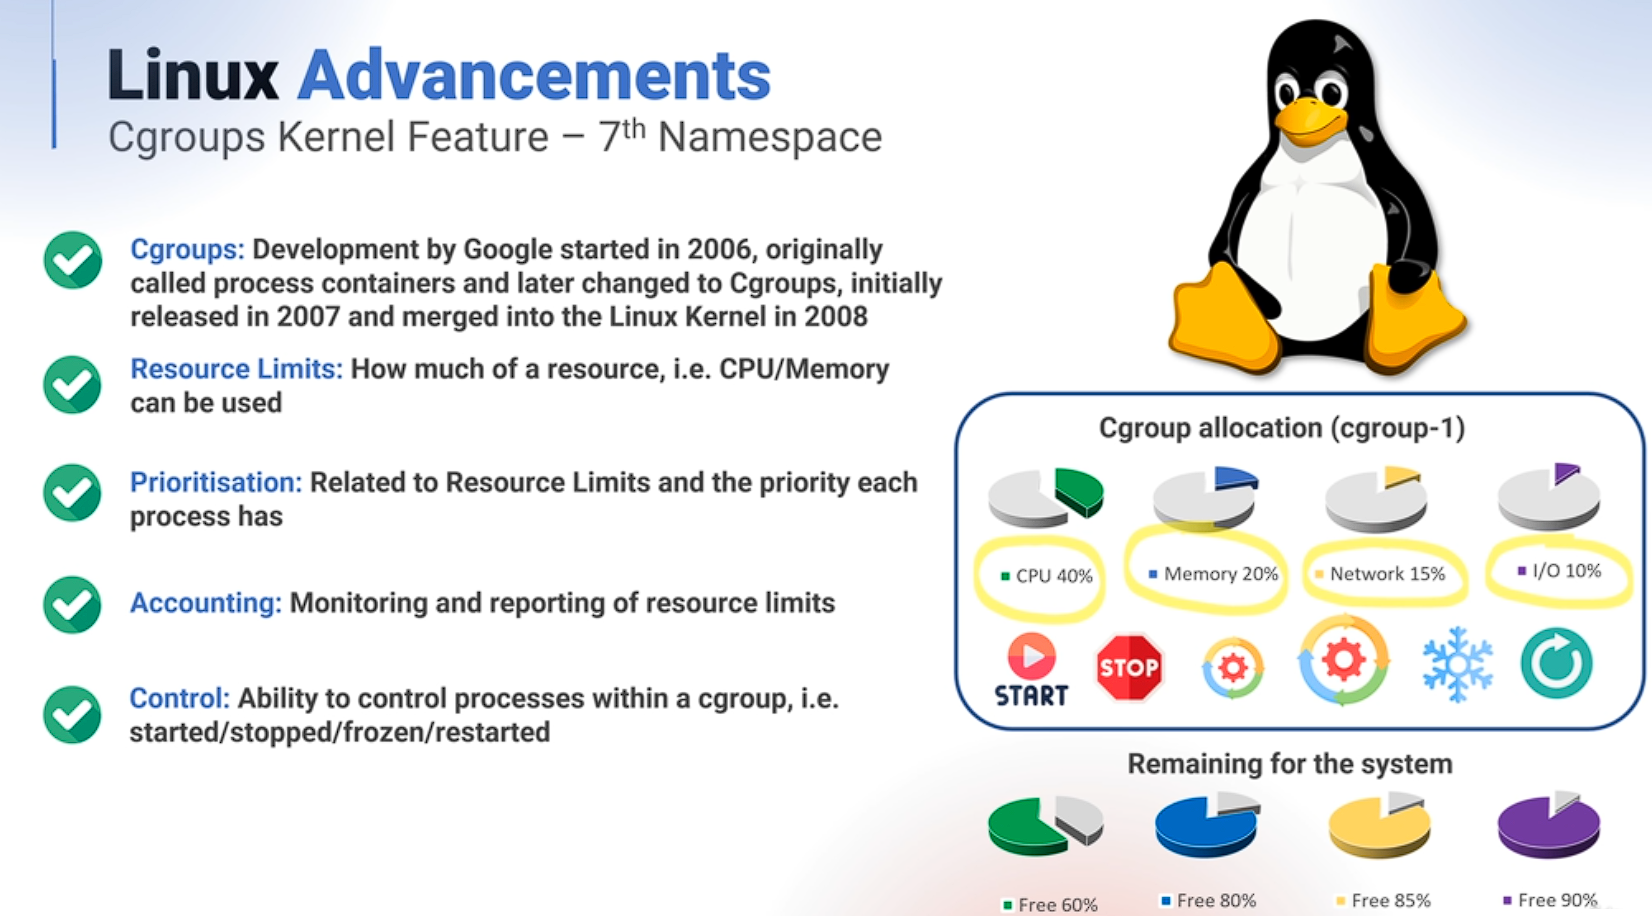 Linux Advancements
Cgroups Kernel Feature – 7th Namespace
Cgroups: Development by Google started in 2006, originally
called process containers and later changed to Cgroups, initially
released in 2007 and merged into the Linux Kernel in 2008
Resource Limits: How much of a resource, i.e. CPU/Memory
can be used
Prioritisation: Related to Resource Limits and the priority each
process has
Accounting: Monitoring and reporting of resource limits
Control: Ability to control processes within a cgroup, i.e.
started/stopped/frozen/restarted
Cgroup allocation (cgroup-1)
CPU 40%
Memory 20%
Network 15%
I/O 10%
START
STOP
Remaining for the system
Free 60%
Free 80%
Free 85%
Free 90%